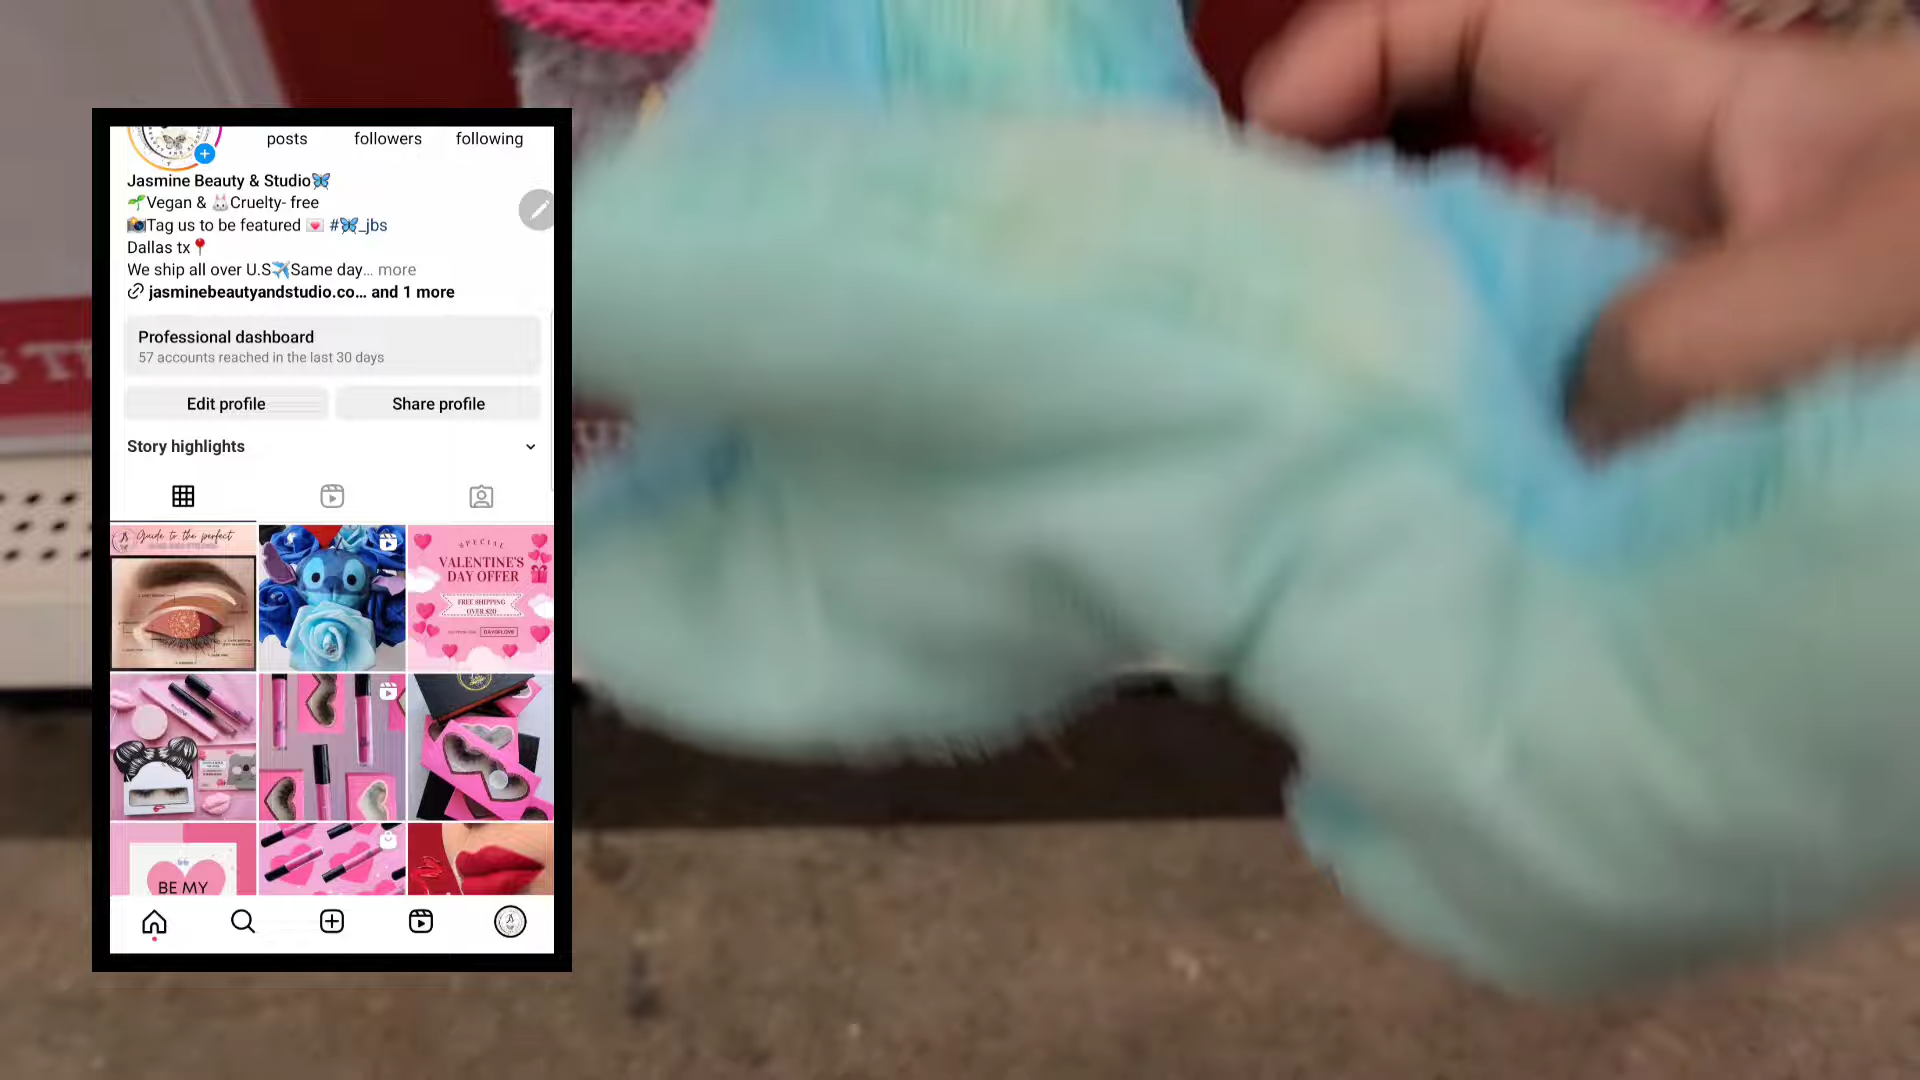 posts followers following
Jasmine Beauty & Studio🦋
🌱Vegan & 🐰Cruelty- free
📸Tag us to be featured 💌 #🦋_jbs
Dallas tx📍
We ship all over U.S✈️Same day... more
jasminebeautyandstudio.co... and 1 more
Professional dashboard
57 accounts reached in the last 30 days
Edit profile Share profile
Story highlights
Guide to the perfect
SPECIAL
VALENTINE'S
DAY OFFER
FREE SHIPPING
OVER $20
DAYOFLOVE
BE MY